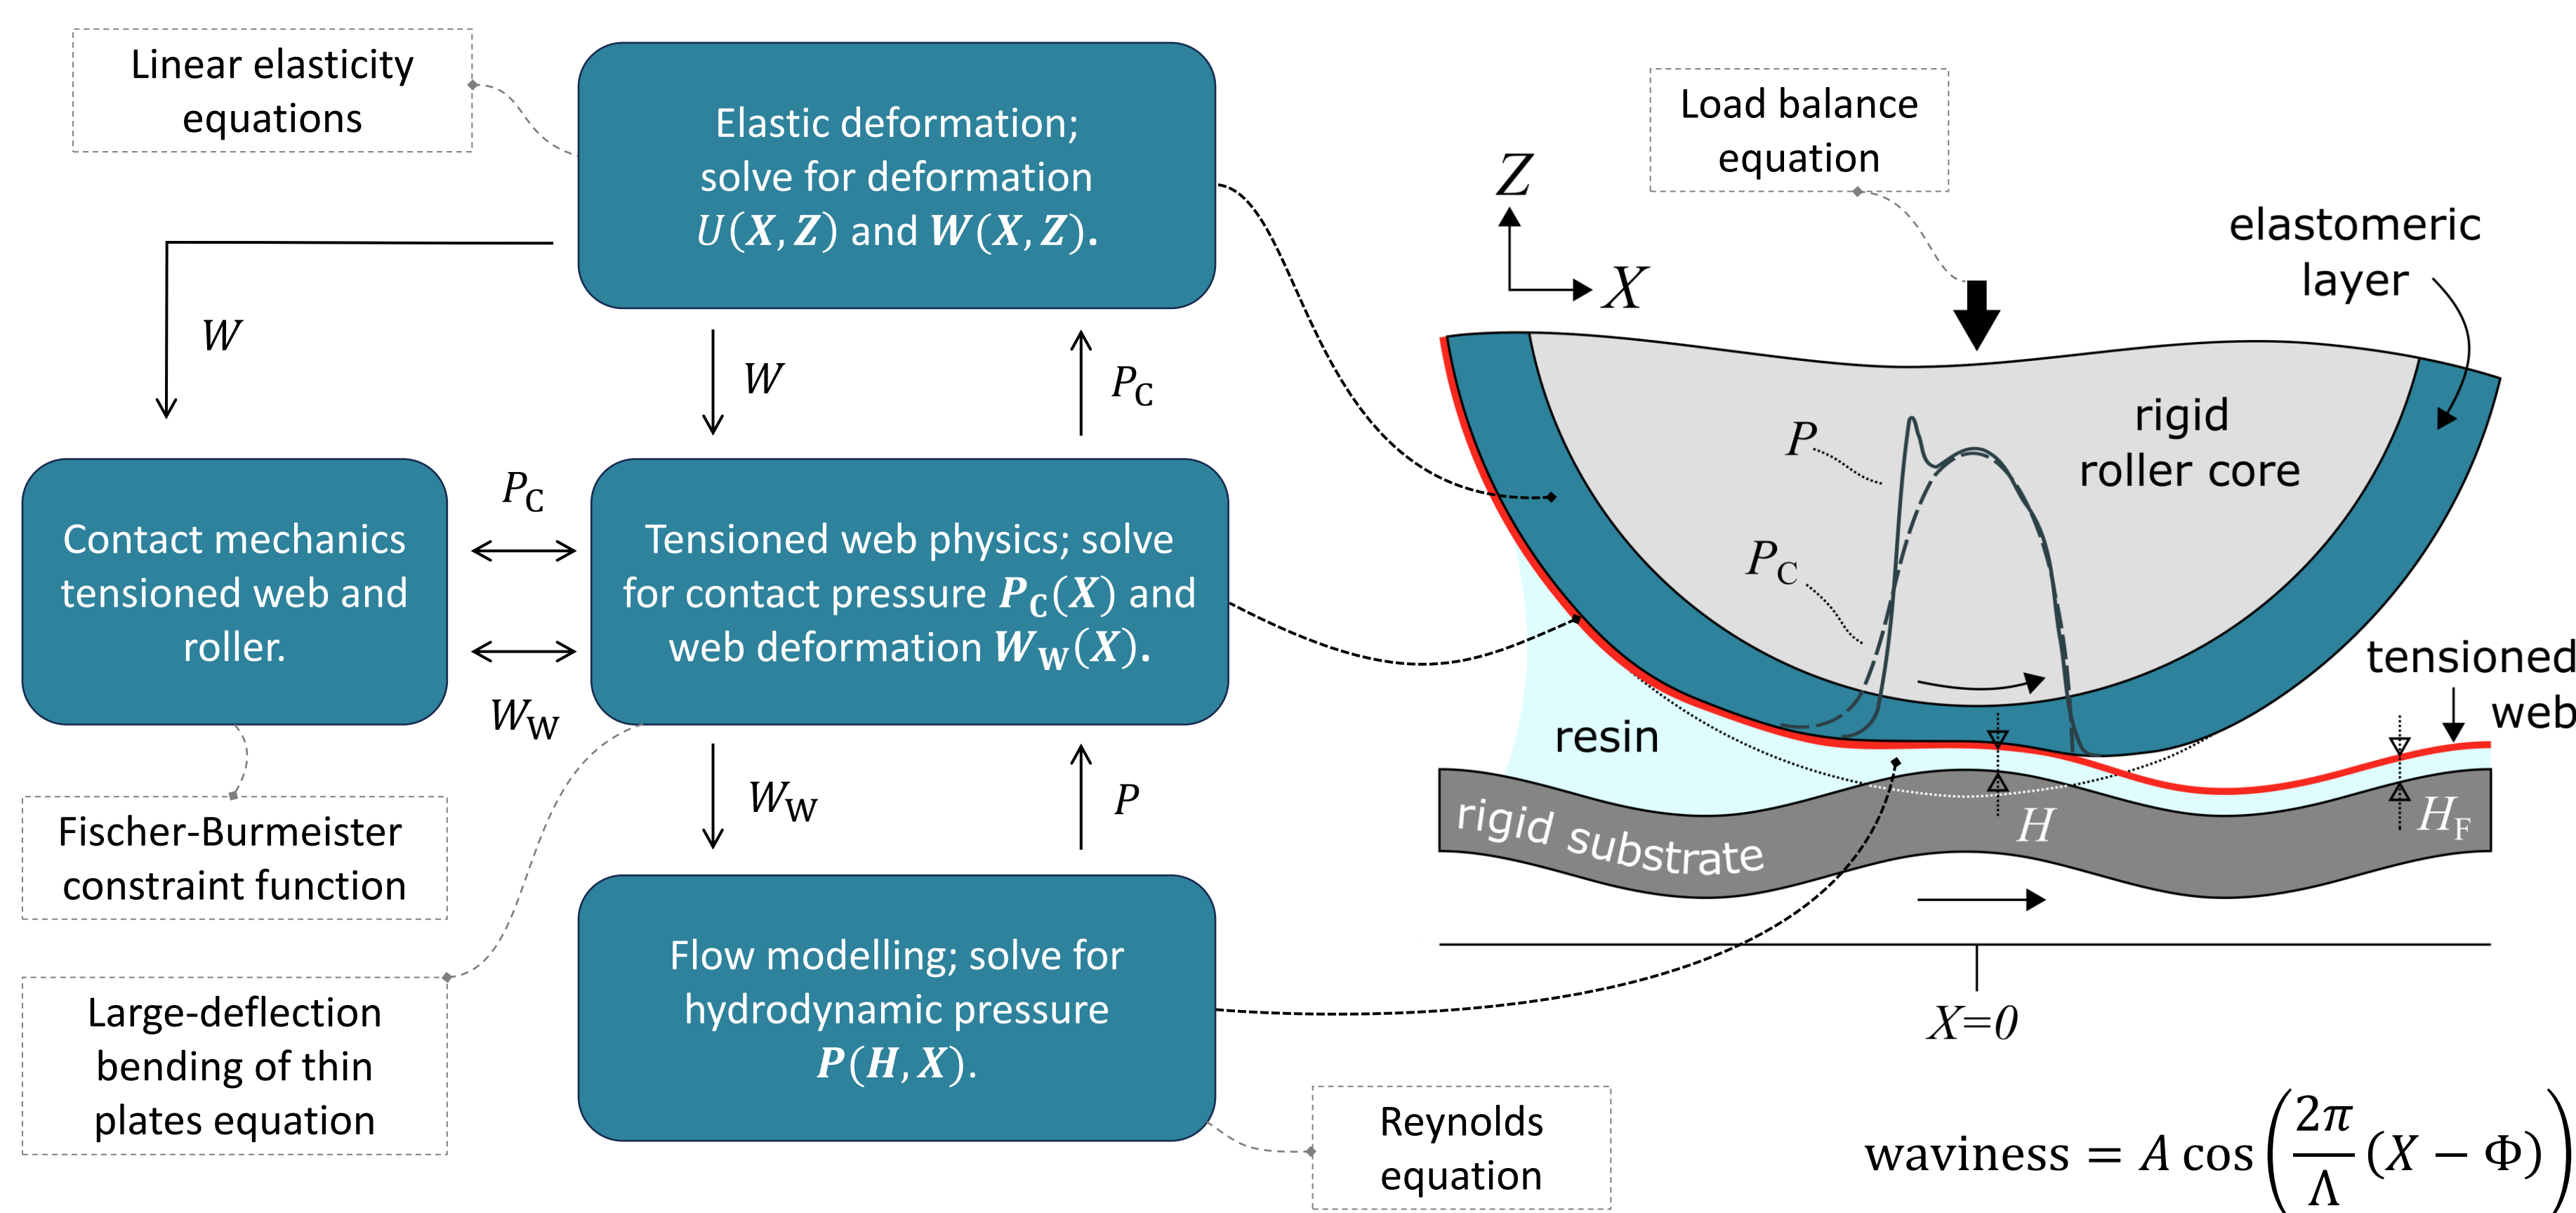 Linear elasticity
equations
Elastic deformation;
solve for deformation
U(X, Z) and W(X, Z).
W
W
P_C
Contact mechanics
tensioned web and
roller.
P_C
W_W
Tensioned web physics; solve
for contact pressure P_C(X) and
web deformation W_W(X).
Fischer-Burmeister
constraint function
W_W
P
Large-deflection
bending of thin
plates equation
Flow modelling; solve for
hydrodynamic pressure
P(H, X).
Reynolds
equation
Load balance
equation
Z
X
elastomeric
layer
P
P_C
rigid
roller core
tensioned
web
resin
rigid substrate
H
H_F
X=0
waviness = A cos(2π/Λ (X − Φ))